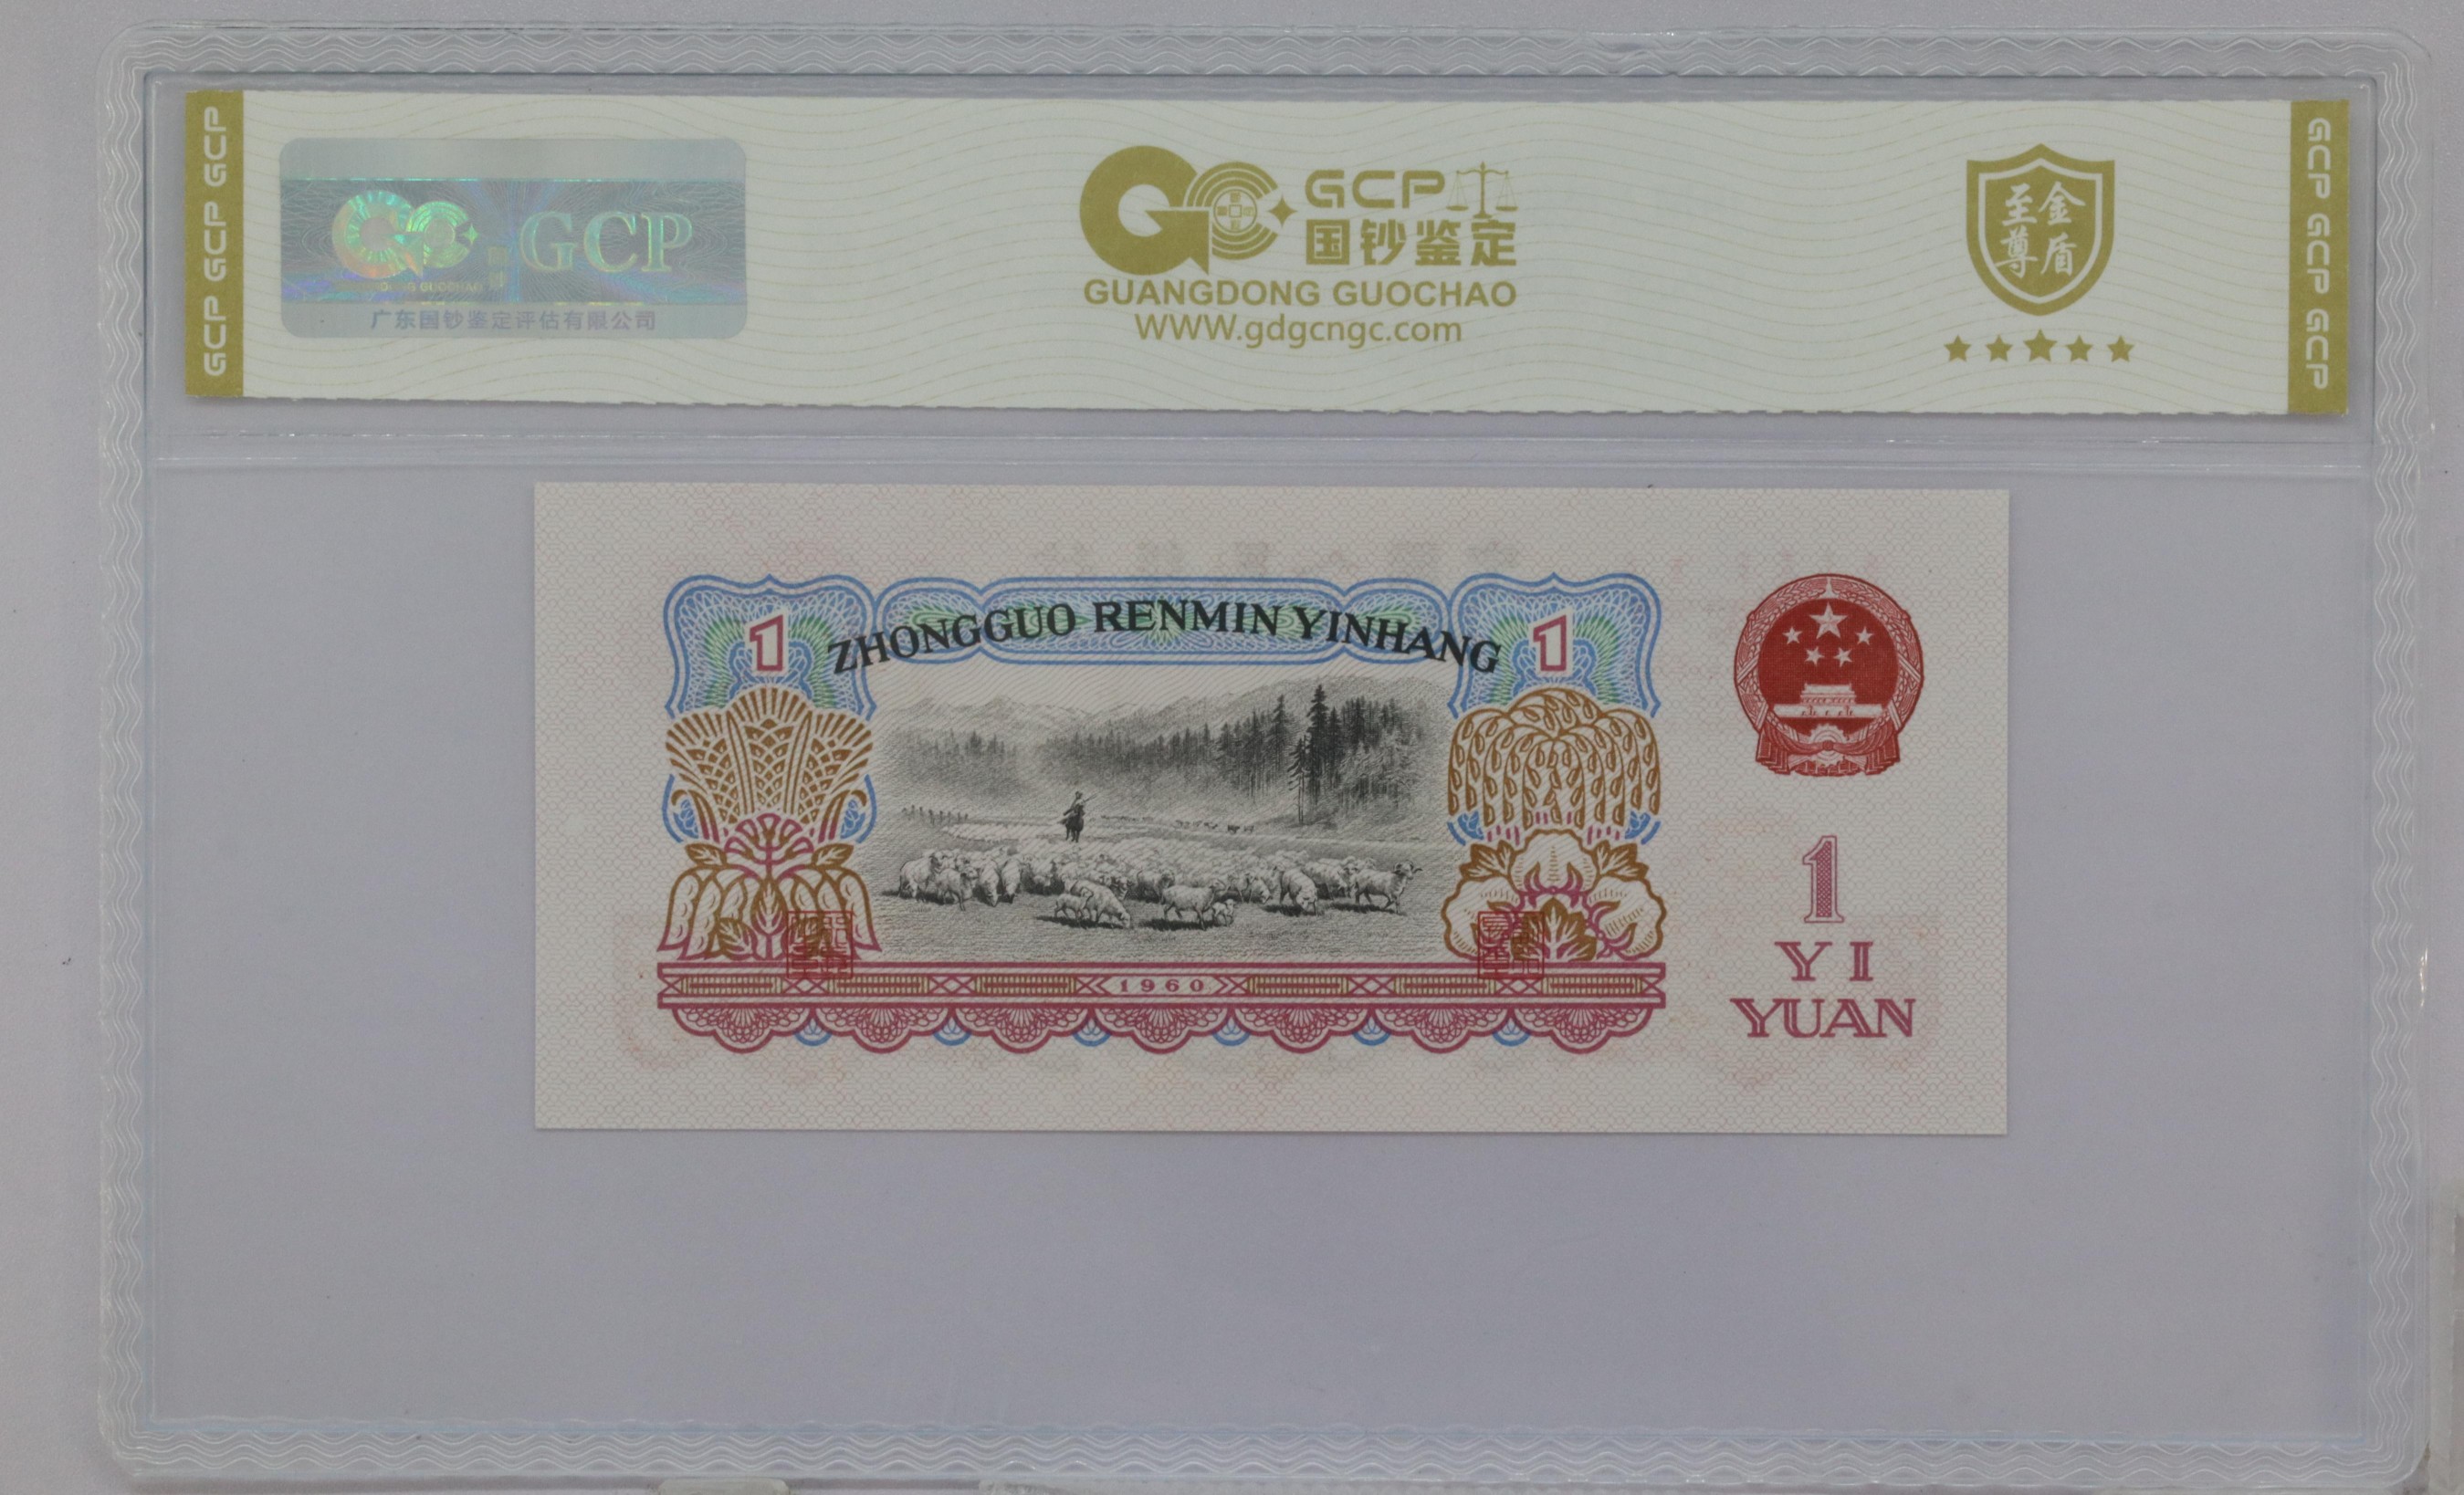 GCP GCP GCP
GCP
GUANGDONG GUOCHAO
广东国钞鉴定评估有限公司
GCP
国钞鉴定
GUANGDONG GUOCHAO
WWW.gdgcngc.com
至尊金盾
GCP GCP GCP
1 ZHONGGUO RENMIN YINHANG 1
1960
1
YI
YUAN